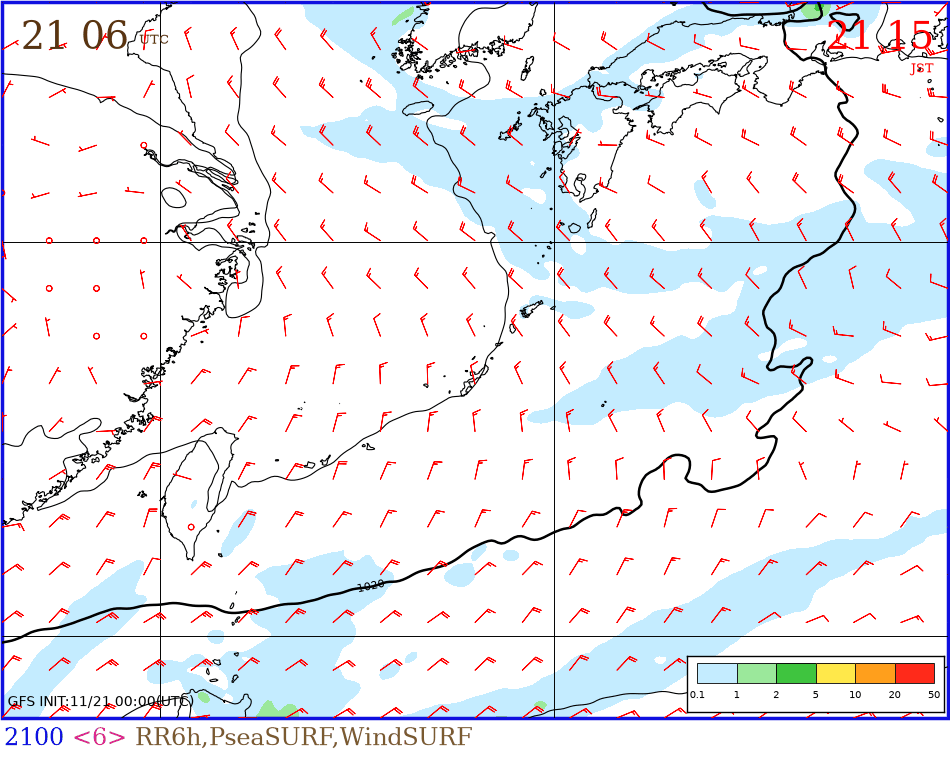 21 06 UTC
21 15
JST
1020
0.1 1 2 5 10 20 50
GFS INIT:11/21 00:00(UTC)
2100 <6> RR6h,PseaSURF,WindSURF